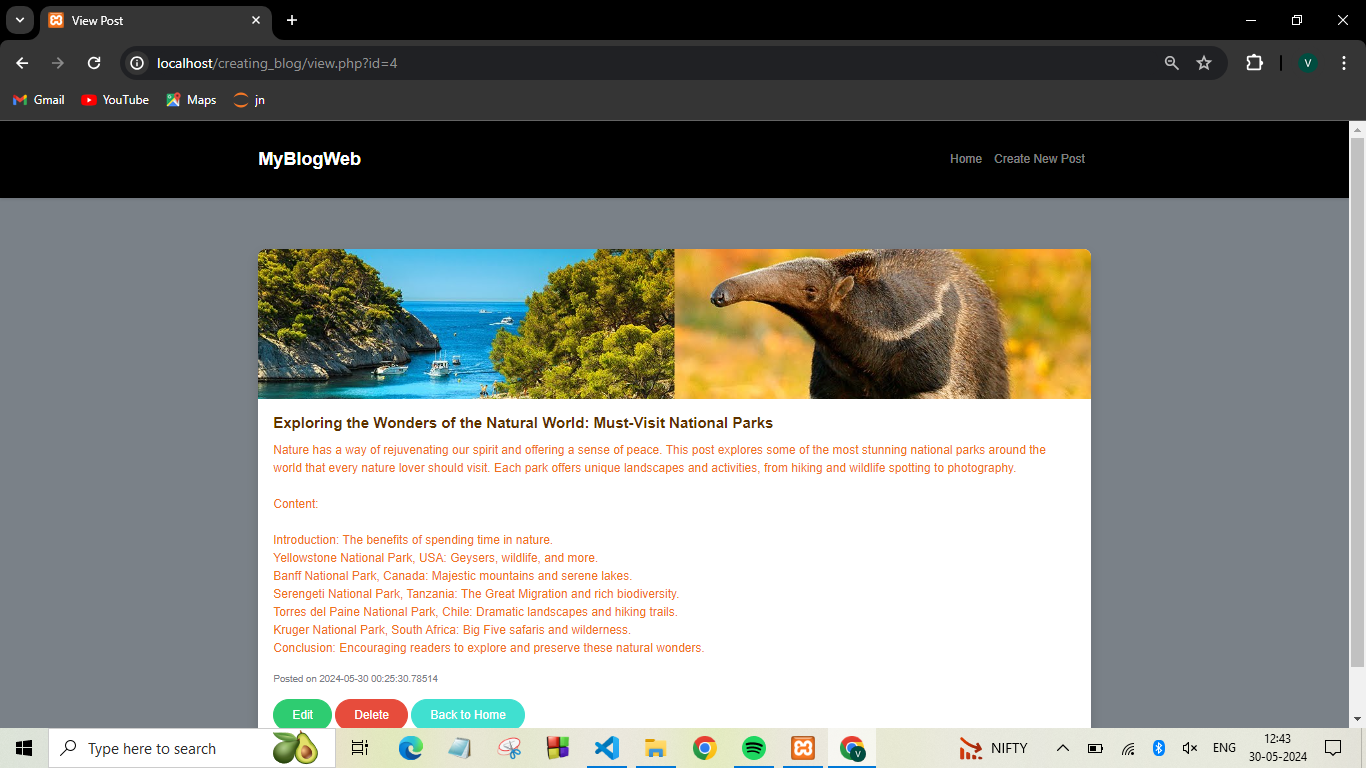 View Post
localhost/creating_blog/view.php?id=4
V
Gmail
YouTube
Maps
jn
MyBlogWeb
Home
Create New Post
Exploring the Wonders of the Natural World: Must-Visit National Parks
Nature has a way of rejuvenating our spirit and offering a sense of peace. This post explores some of the most stunning national parks around the
world that every nature lover should visit. Each park offers unique landscapes and activities, from hiking and wildlife spotting to photography.
Content:
Introduction: The benefits of spending time in nature.
Yellowstone National Park, USA: Geysers, wildlife, and more.
Banff National Park, Canada: Majestic mountains and serene lakes.
Serengeti National Park, Tanzania: The Great Migration and rich biodiversity.
Torres del Paine National Park, Chile: Dramatic landscapes and hiking trails.
Kruger National Park, South Africa: Big Five safaris and wilderness.
Conclusion: Encouraging readers to explore and preserve these natural wonders.
Posted on 2024-05-30 00:25:30.78514
Edit
Delete
Back to Home
Type here to search
V
NIFTY
ENG
12:43
30-05-2024